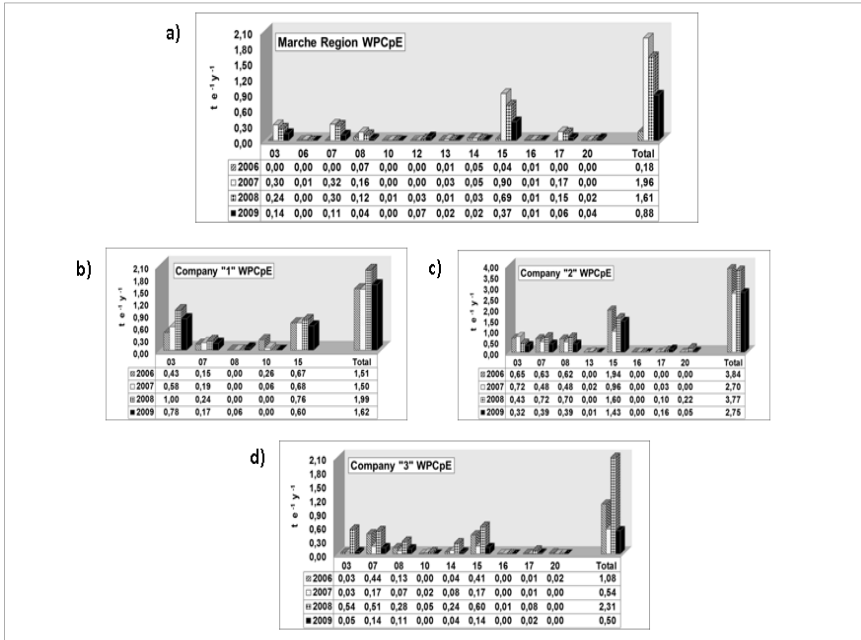 a)
Marche Region WPCpE
t e⁻¹ y⁻¹
2,10
1,80
1,50
1,20
0,90
0,60
0,30
0,00
03 06 07 08 10 12 13 14 15 16 17 20 Total
2006 0,00 0,00 0,00 0,07 0,00 0,00 0,01 0,05 0,04 0,01 0,00 0,00 0,18
2007 0,30 0,01 0,32 0,16 0,00 0,00 0,03 0,05 0,90 0,01 0,17 0,00 1,96
2008 0,24 0,00 0,30 0,12 0,01 0,03 0,01 0,03 0,69 0,01 0,15 0,02 1,61
2009 0,14 0,00 0,11 0,04 0,00 0,07 0,02 0,02 0,37 0,01 0,06 0,04 0,88
b)
Company "1" WPCpE
t e⁻¹ y⁻¹
2,10
1,80
1,50
1,20
0,90
0,60
0,30
0,00
03 07 08 10 15 Total
2006 0,43 0,15 0,00 0,26 0,67 1,51
2007 0,58 0,19 0,00 0,06 0,68 1,50
2008 1,00 0,24 0,00 0,00 0,76 1,99
2009 0,78 0,17 0,06 0,00 0,60 1,62
c)
Company "2" WPCpE
t e⁻¹ y⁻¹
4,00
3,50
3,00
2,50
2,00
1,50
1,00
0,50
0,00
03 07 08 13 15 16 17 20 Total
2006 0,65 0,63 0,62 0,00 1,94 0,00 0,00 0,00 3,84
2007 0,72 0,48 0,48 0,02 0,96 0,00 0,03 0,00 2,70
2008 0,43 0,72 0,70 0,00 1,60 0,00 0,10 0,22 3,77
2009 0,32 0,39 0,39 0,01 1,43 0,00 0,16 0,05 2,75
d)
Company "3" WPCpE
t e⁻¹ y⁻¹
2,10
1,80
1,50
1,20
0,90
0,60
0,30
0,00
03 07 08 10 14 15 16 17 20 Total
2006 0,03 0,44 0,13 0,00 0,04 0,41 0,00 0,01 0,02 1,08
2007 0,03 0,17 0,07 0,02 0,08 0,17 0,00 0,01 0,00 0,54
2008 0,54 0,51 0,28 0,05 0,24 0,60 0,01 0,08 0,00 2,31
2009 0,05 0,14 0,11 0,00 0,04 0,14 0,00 0,02 0,00 0,50